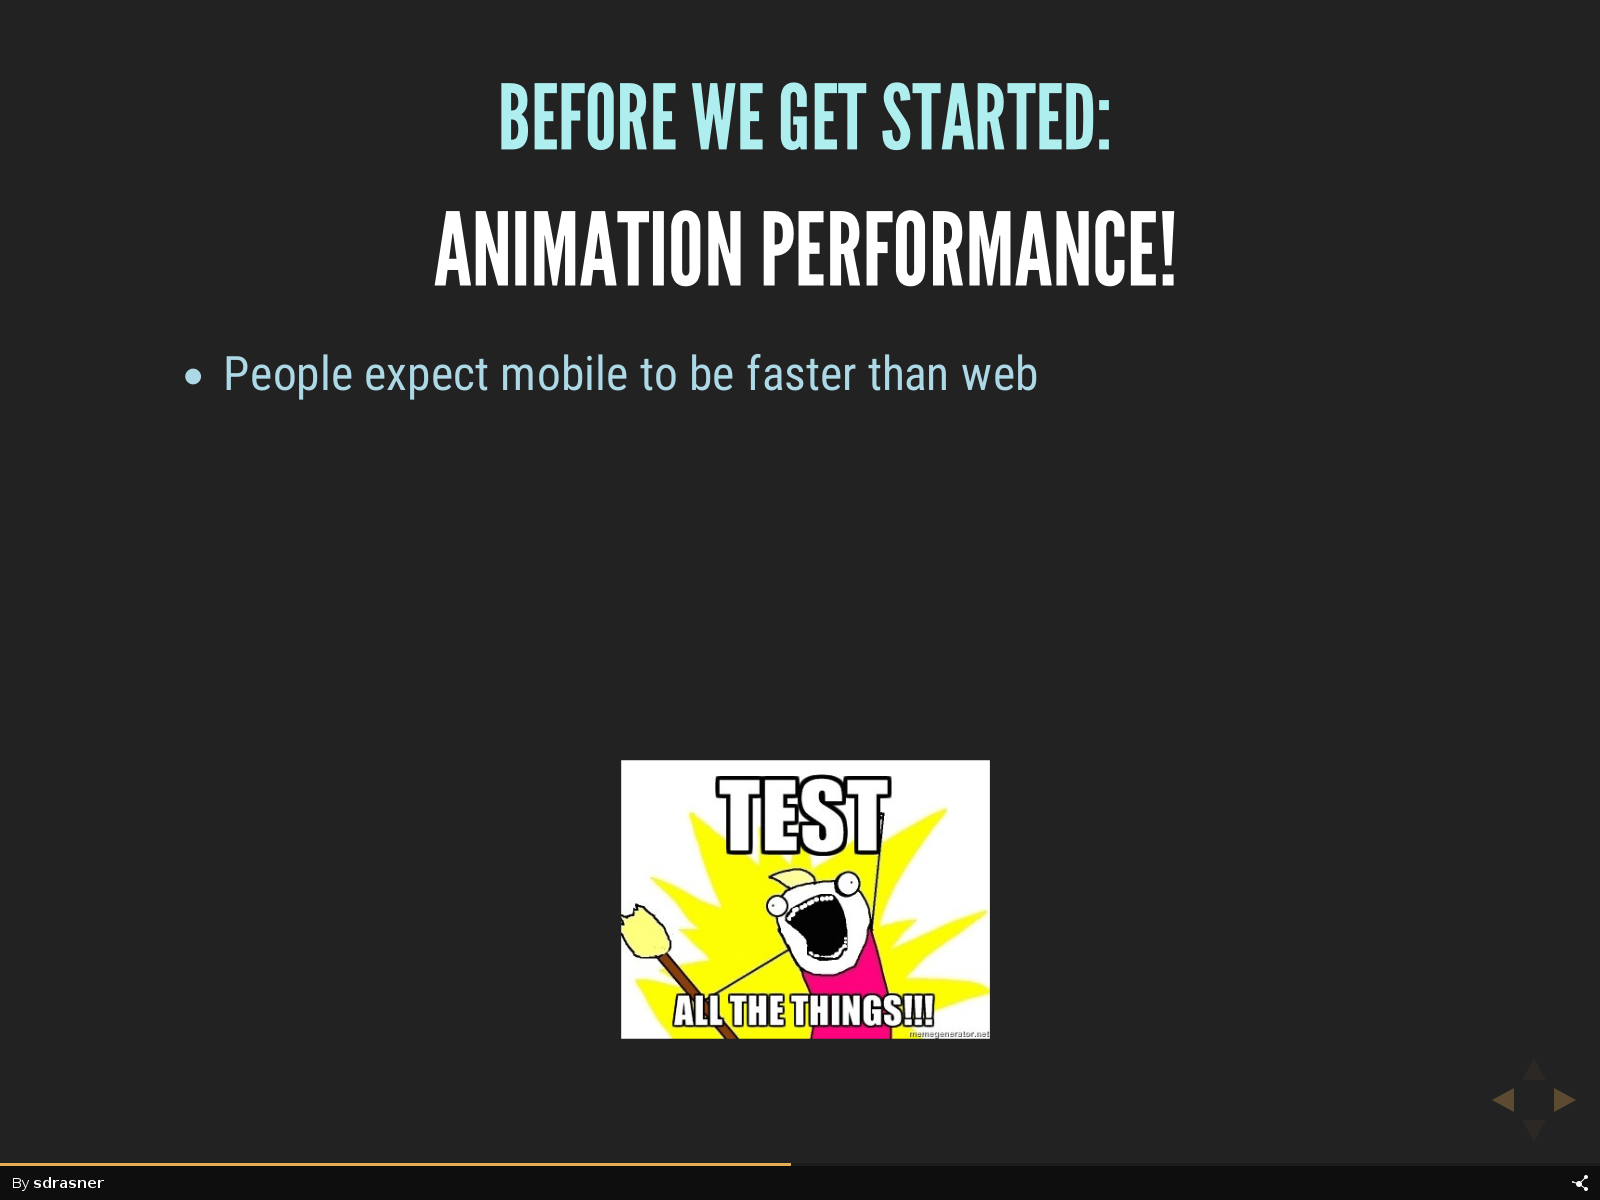 BEFORE WE GET STARTED:
ANIMATION PERFORMANCE!
• People expect mobile to be faster than web
TEST
ALL THE THINGS!!!
memegenerator.net
By sdrasner